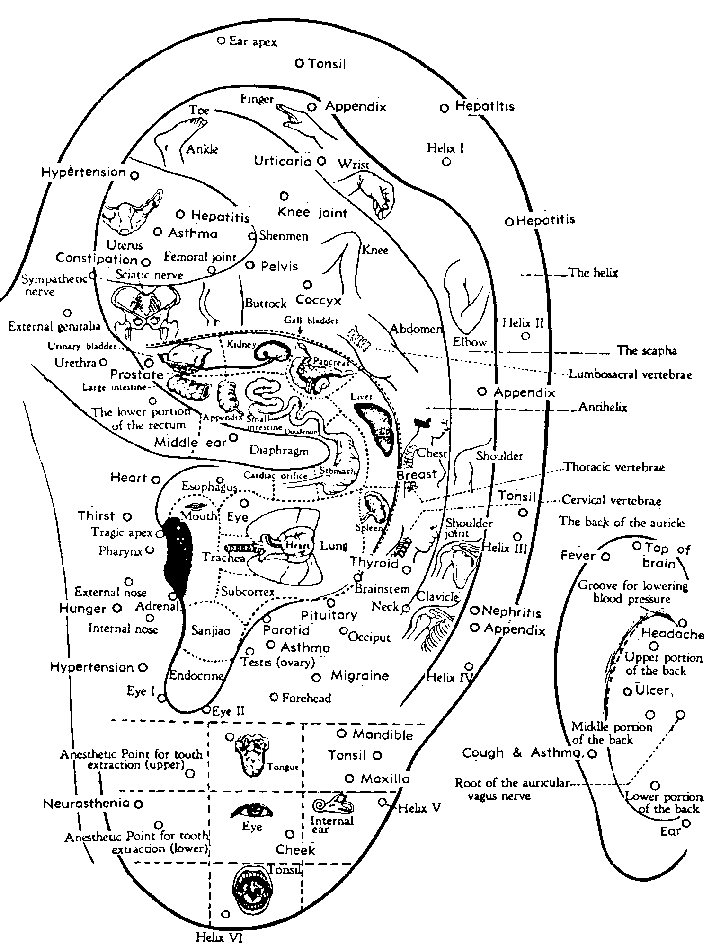 Ear apex
Tonsil
Finger
Toe
Appendix
Hepatitis
Ankle
Urticaria
Wrist
Helix I
Hypertension
Hepatitis
Knee joint
Hepatitis
Uterus
Asthma
Shenmen
Knee
Constipation
Femoral joint
Pelvis
Sympathetic
nerve
Sciatic nerve
The helix
Buttock
Coccyx
External genitalia
Gall bladder
Abdomen
Elbow
Helix II
Urinary bladder
Kidney
The scapha
Urethra
Pancreas
Prostate
Lumbosacral vertebrae
Large intestine
Appendix
Liver
The lower portion
of the rectum
Appendix
Small
intestine
Duodenum
Antihelix
Middle ear
Diaphragm
Chest
Shoulder
Heart
Esophagus
Cardiac orifice
Stomach
Breast
Thoracic vertebrae
Tonsil
Cervical vertebrae
Thirst
Mouth
Eye
Spleen
Shoulder
joint
The back of the auricle
Tragic apex
Pharynx
Trachea
Heart
Lung
Helix III
Fever
Top of
brain
Thyroid
External nose
Subcortex
Brainstem
Clavicle
Groove for lowering
blood pressure
Hunger
Adrenal
Pituitary
Neck
Nephritis
Internal nose
Sanjiao
Parotid
Occiput
Appendix
Headache
Asthma
Upper portion
of the back
Hypertension
Testis (ovary)
Endocrine
Migraine
Helix IV
Eye I
Forehead
Ulcer,
Eye II
Mandible
Middle portion
of the back
Anesthetic Point for tooth
extraction (upper)
Tongue
Tonsil
Cough & Asthma
Maxilla
Root of the auricular
vagus nerve
Neurasthenia
Internal
ear
Helix V
Lower portion
of the back
Anesthetic Point for tooth
extraction (lower)
Eye
Cheek
Ear
Tonsil
Helix VI